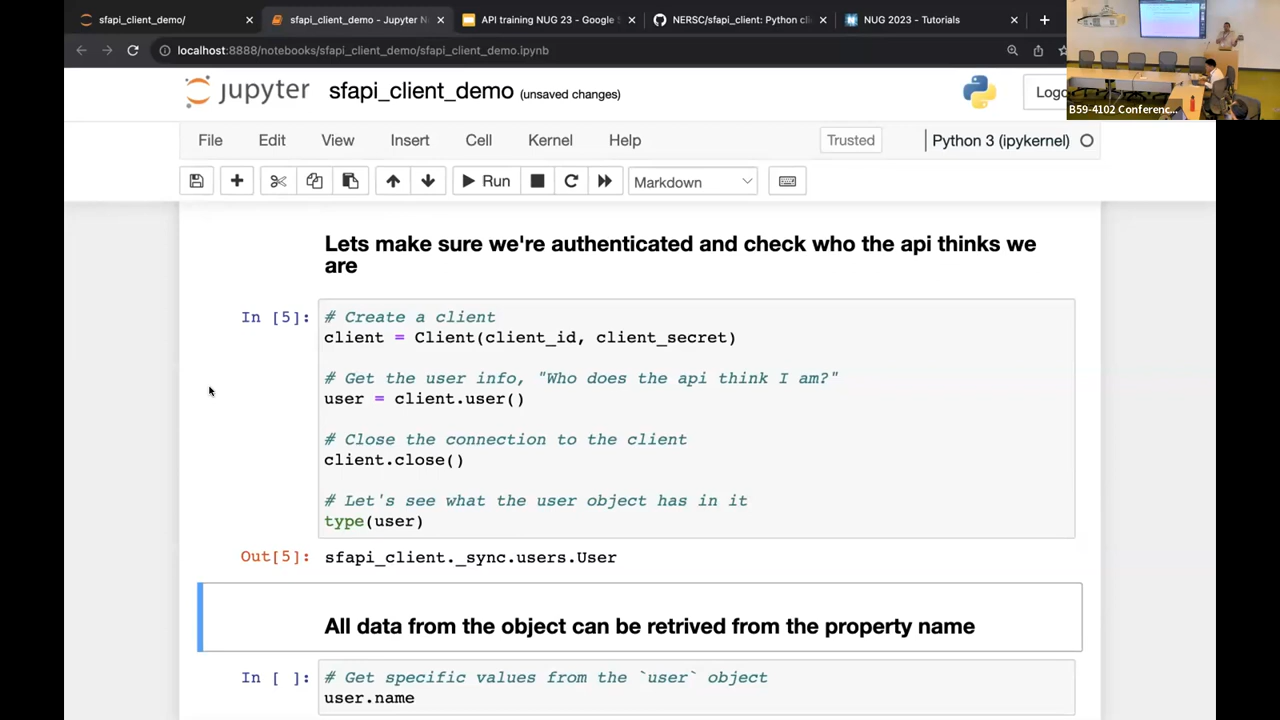 sfapi_client_demo/
sfapi_client_demo - Jupyter N
API training NUG 23 - Google S
NERSC/sfapi_client: Python cli
NUG 2023 - Tutorials
localhost:8888/notebooks/sfapi_client_demo/sfapi_client_demo.ipynb
B59-4102 Conferenc...
jupyter sfapi_client_demo (unsaved changes)
Logo
File Edit View Insert Cell Kernel Help Trusted Python 3 (ipykernel)
Run Markdown
Lets make sure we're authenticated and check who the api thinks we
are
In [5]: # Create a client
client = Client(client_id, client_secret)
# Get the user info, "Who does the api think I am?"
user = client.user()
# Close the connection to the client
client.close()
# Let's see what the user object has in it
type(user)
Out[5]: sfapi_client._sync.users.User
All data from the object can be retrived from the property name
In [ ]: # Get specific values from the `user` object
user.name